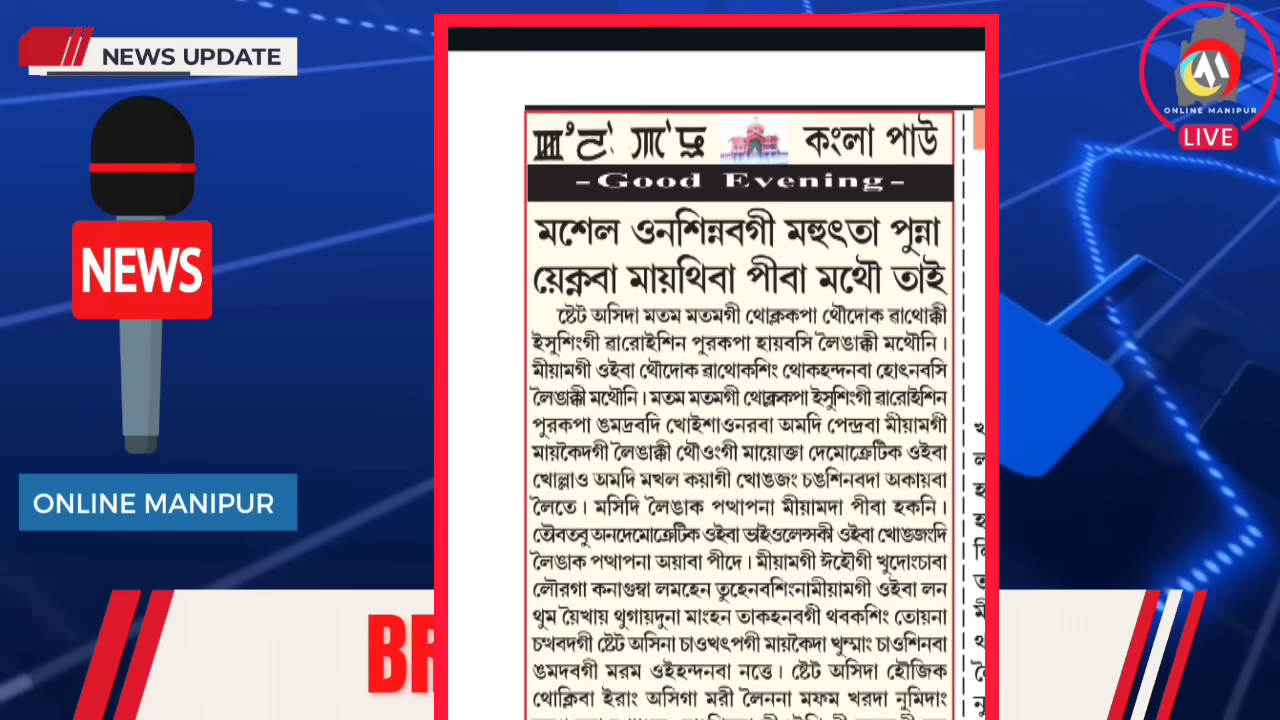 NEWS UPDATE
NEWS
ONLINE MANIPUR
ONLINE MANIPUR
LIVE
কংলা পাউ
-Good Evening-
মশেল ওনশিন্নবগী মহুৎতা পুন্না
য়েক্নবা মায়থিবা পীবা মথৌ তাই
ষ্টেট অসিদা মতম মতমগী থোক্লকপা থৌদোক ৱাথোক্কী
ইসুশিংগী ৱারোইশিন পুরকপা হায়বসি লৈঙাক্কী মথৌনি।
মীয়ামগী ওইবা থৌদোক ৱাথোকশিং থোকহন্দনবা হোৎনবসি
লৈঙাক্কী মথৌনি। মতম মতমগী থোক্লকপা ইসুশিংগী ৱারোইশিন
পুরকপা ঙমদ্রবদি খোইশাওনরবা অমদি পেন্দ্রবা মীয়ামগী
মায়কৈদগী লৈঙাক্কী থৌওংগী মায়োক্তা দেমোক্রেটিক ওইবা
খোল্লাও অমদি মখল কয়াগী খোঙজং চঙশিনবদা অকায়বা
লৈতে। মসিদি লৈঙাক পত্থাপনা মীয়ামদা পীবা হকনি।
তৌবতবু অনদেমোক্রেটিক ওইবা ভাইওলেন্সকী ওইবা খোঙজংদি
লৈঙাক পত্থাপনা অয়াবা পীদে। মীয়ামগী ঈহৌগী খুদোংচাবা
লৌরগা কনাগুম্বা লমহেন তুহেনবশিংনামীয়ামগী ওইবা লন
থুম য়ৈখায় থুগায়দুনা মাংহন তাকহনবগী থবকশিং তোয়না
চত্থবদগী ষ্টেট অসিনা চাওখৎপগী মায়কৈদা খুম্মাং চাওশিনবা
ঙমদবগী মরম ওইহন্দনবা নত্তে। ষ্টেট অসিদা হৌজিক
থোক্লিবা ইরাং অসিগা মরী লৈননা মফম খরদা নুমিদাং